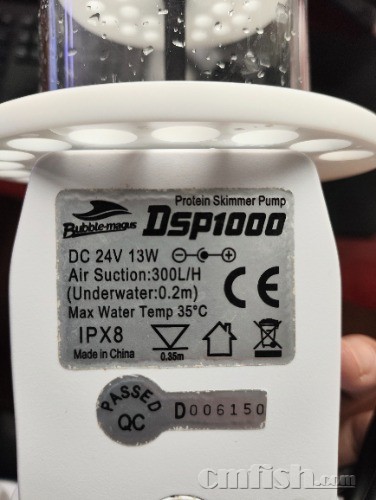 Protein Skimmer Pump
Bubble-magus DSP1000
DC 24V 13W
Air Suction:300L/H
(Underwater:0.2m)
Max Water Temp 35°C
CE
IPX8
Made in China
0.35m
PASSED
QC
D006150
cmfish.com